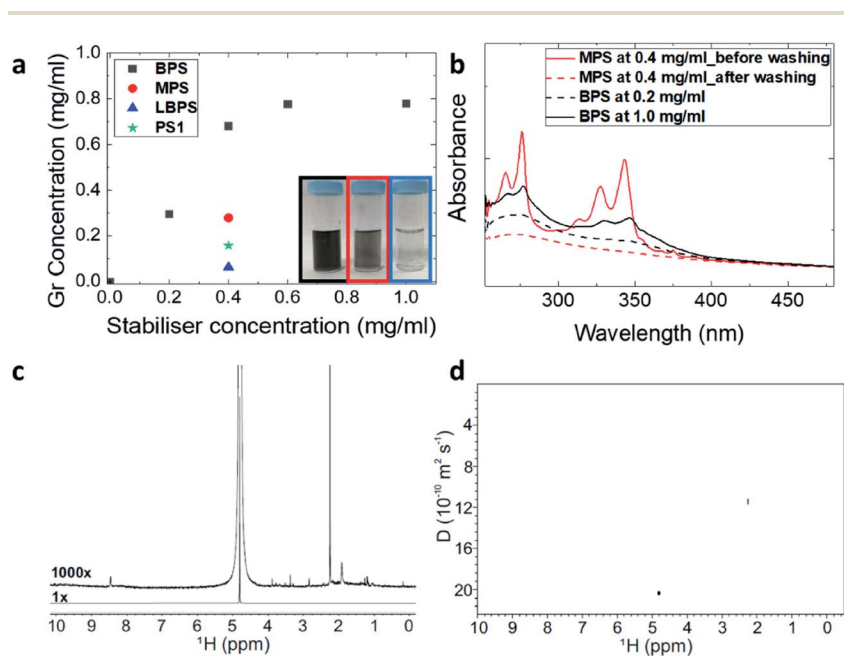 a
1.0
0.8
0.6
0.4
0.2
0.0
Gr Concentration (mg/ml)
BPS
MPS
LBPS
PS1
0.0 0.2 0.4 0.6 0.8 1.0
Stabiliser concentration (mg/ml)
b
Absorbance
MPS at 0.4 mg/ml_before washing
MPS at 0.4 mg/ml_after washing
BPS at 0.2 mg/ml
BPS at 1.0 mg/ml
300 350 400 450
Wavelength (nm)
c
1000x
1x
10 9 8 7 6 5 4 3 2 1 0
¹H (ppm)
d
D (10⁻¹⁰ m² s⁻¹)
4
8
12
16
20
10 9 8 7 6 5 4 3 2 1 0
¹H (ppm)